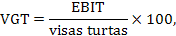 VGT = EBIT / visas turtas × 100,